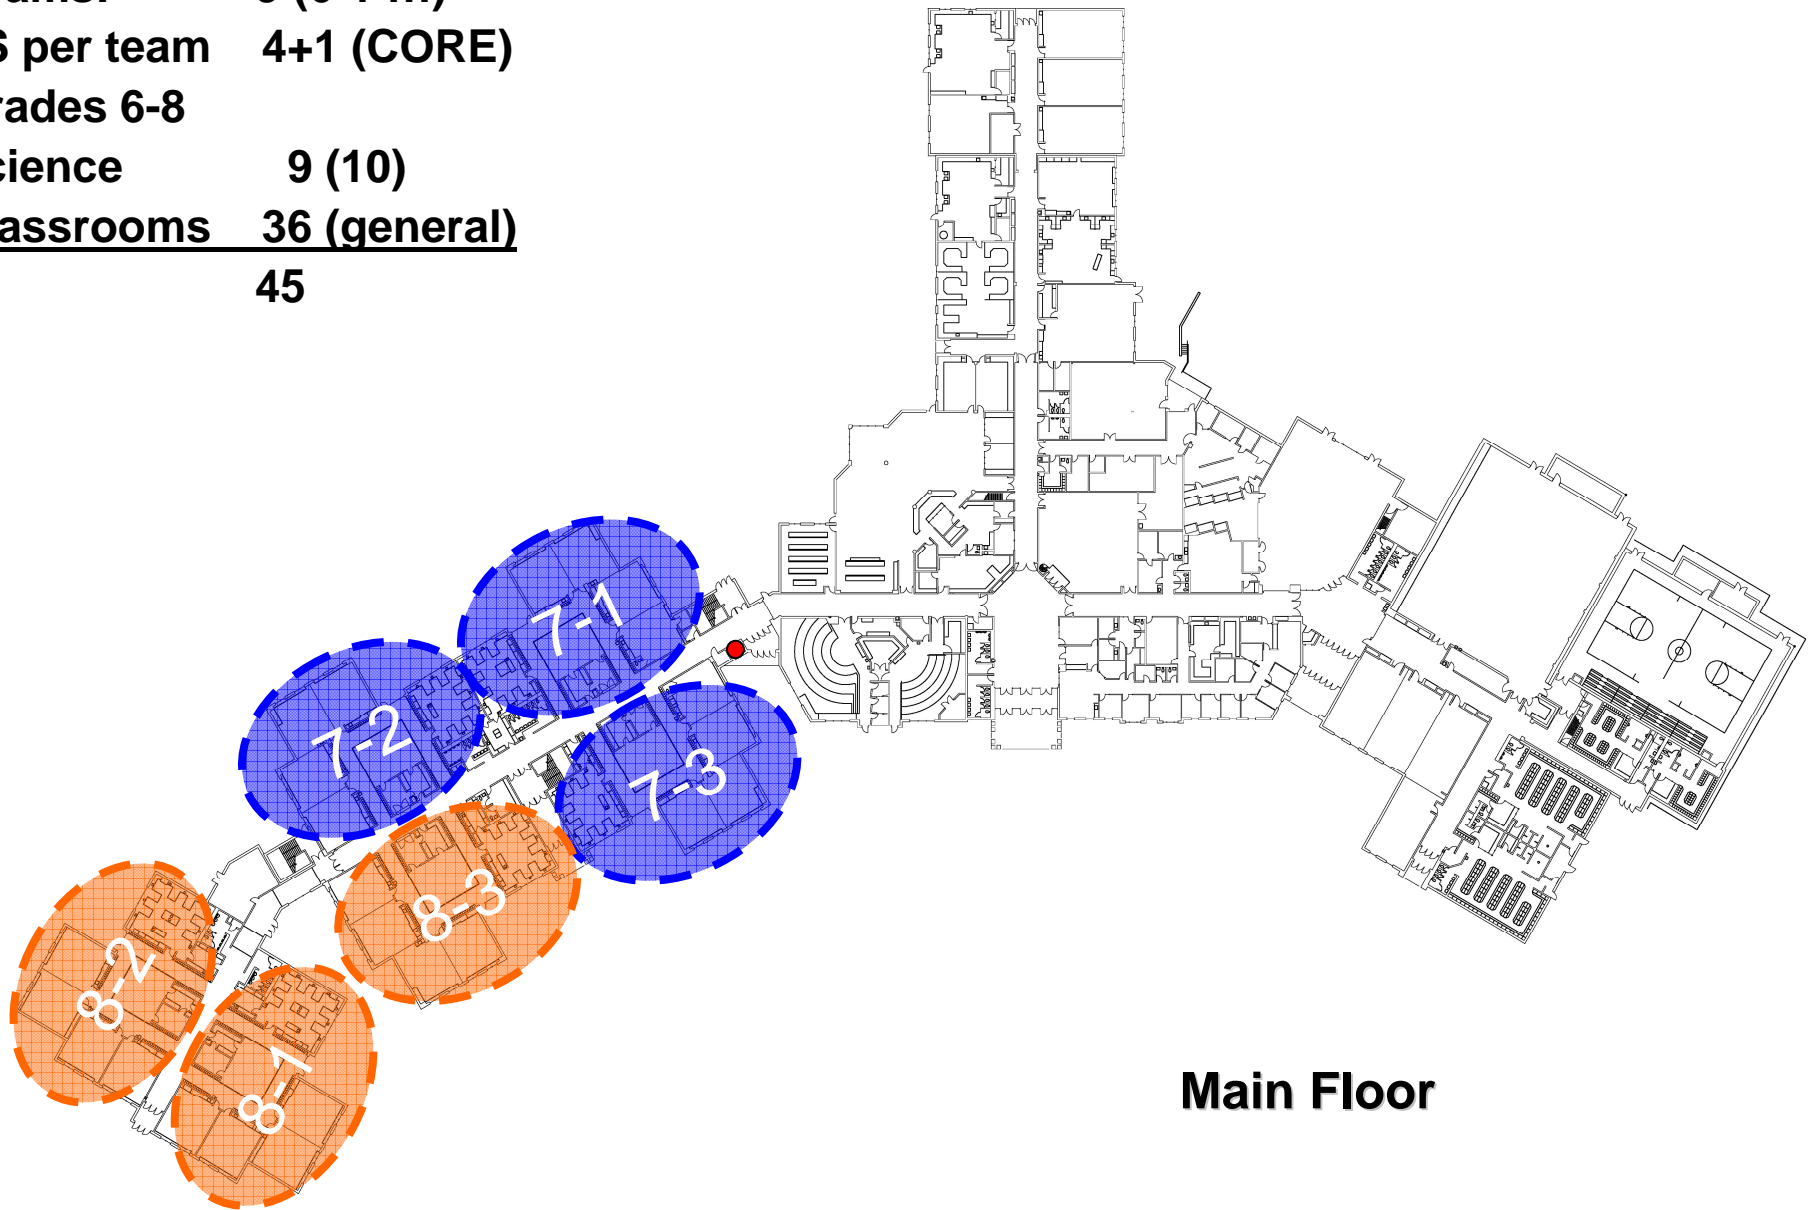 S per team 4+1 (CORE)
rades 6-8
cience 9 (10)
assrooms 36 (general)
45
7-1
7-2
7-3
8-3
8-2
8-1
Main Floor